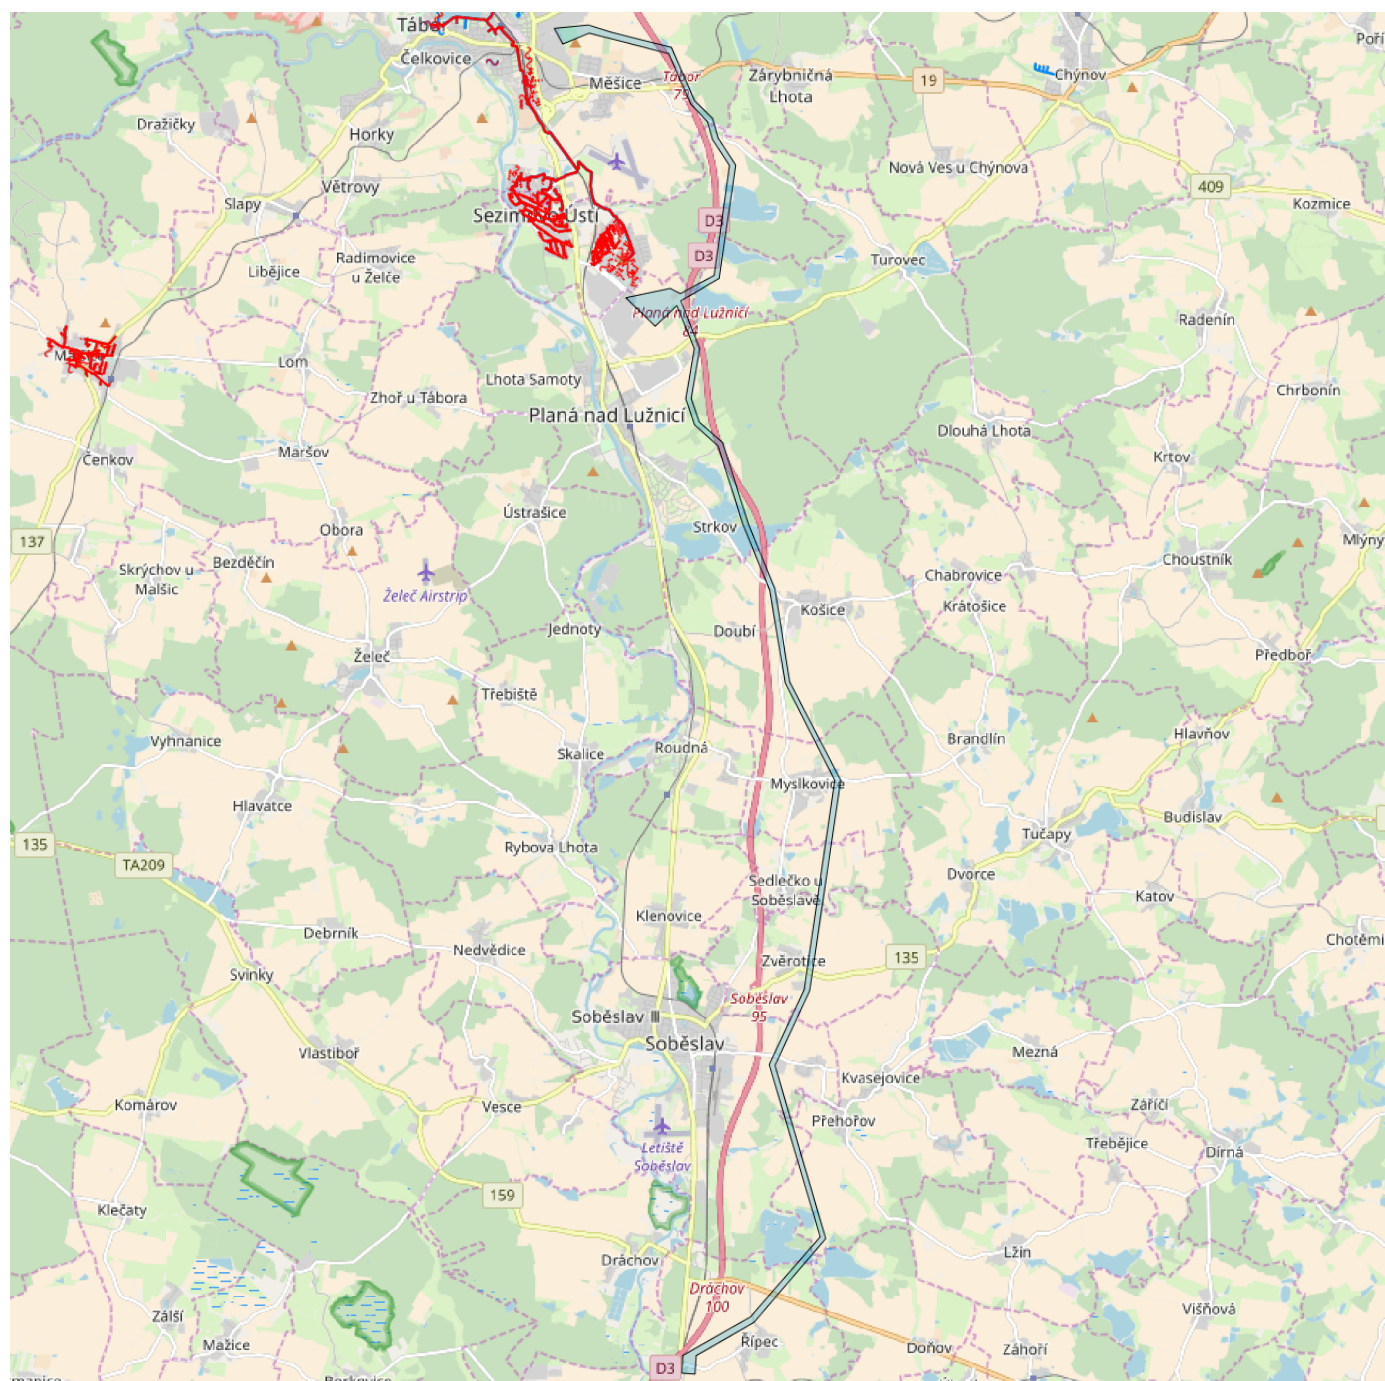 Čelkovice
Měšice
Tábor
75
Zárybničná
Lhota
19
Chýnov
Dražičky
Horky
Nová Ves u Chýnova
409
Větrovy
Slapy
Kozmice
D3
Libějice
Radimovice
u Želče
D3
Turovec
Planá nad Lužnicí
84
Radenín
Lom
Lhota Samoty
Zhoř u Tábora
Chrbonín
Planá nad Lužnicí
Dlouhá Lhota
Maršov
Čenkov
Krtov
Ústrašice
Strkov
Obora
137
Mlýny
Bezděčín
Skrýchov u
Malšic
Želeč Airstrip
Choustník
Chabrovice
Košice
Krátošice
Jednoty
Doubí
Želeč
Předboř
Třebiště
Vyhnanice
Skalice
Roudná
Brandlín
Hlavňov
Myslkovice
Hlavatce
Budislav
Tučapy
135
Rybova Lhota
TA209
Dvorce
Sedlečko u
Soběslavě
Katov
Klenovice
Debrník
Nedvědice
Chotěmi
Zvěrotice
135
Svinky
Soběslav
95
Soběslav III
Soběslav
Vlastiboř
Mezná
Kvasejovice
Komárov
Vesce
Záříčí
Přehořov
Letiště
Soběslav
Třebějice
Dírná
159
Klečaty
Dráchov
Lžín
Dráchov
100
Zálší
Višňová
Mažice
Řípec
Doňov
Záhoří
D3